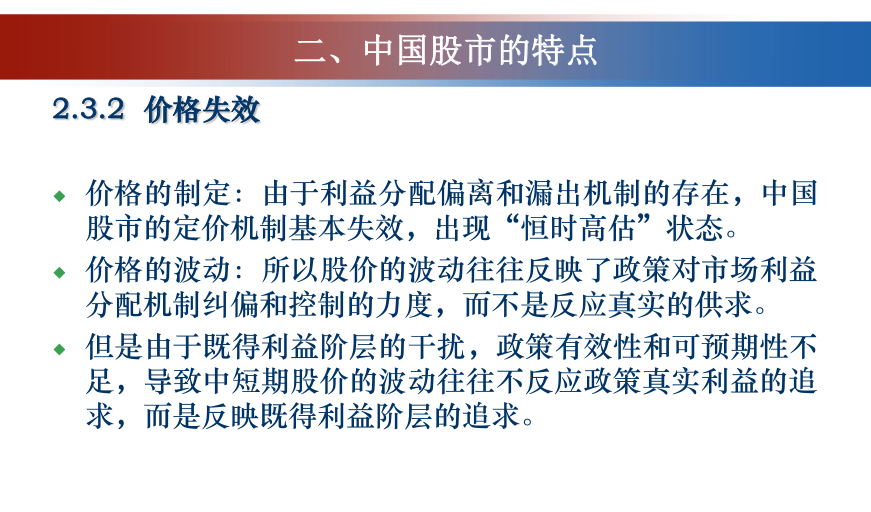 二、中国股市的特点
2.3.2 价格失效
价格的制定：由于利益分配偏离和漏出机制的存在，中国
股市的定价机制基本失效，出现“恒时高估”状态。
价格的波动：所以股价的波动往往反映了政策对市场利益
分配机制纠偏和控制的力度，而不是反应真实的供求。
但是由于既得利益阶层的干扰，政策有效性和可预期性不
足，导致中短期股价的波动往往不反应政策真实利益的追
求，而是反映既得利益阶层的追求。